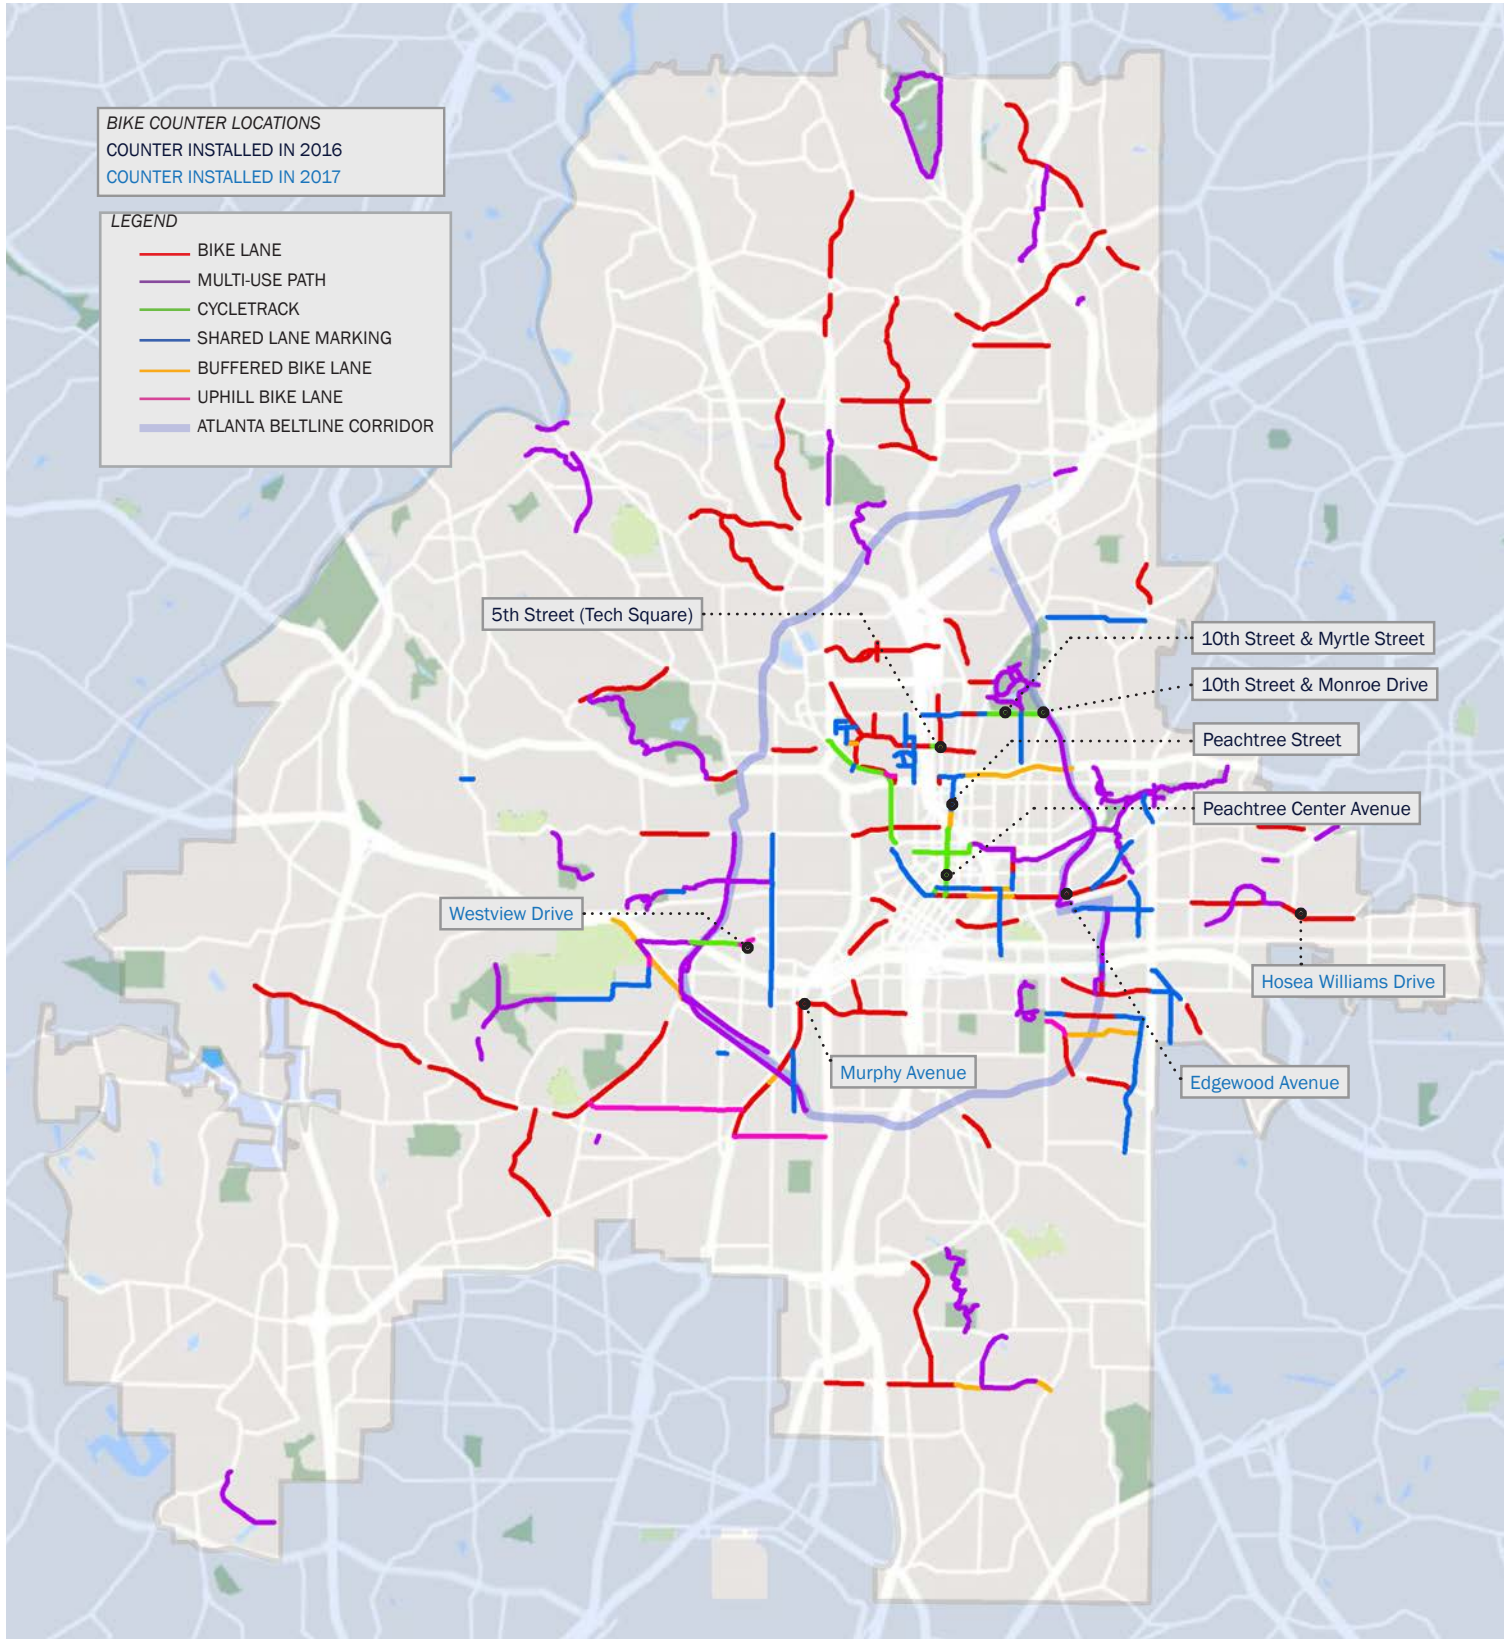 BIKE COUNTER LOCATIONS
COUNTER INSTALLED IN 2016
COUNTER INSTALLED IN 2017
LEGEND
BIKE LANE
MULTI-USE PATH
CYCLETRACK
SHARED LANE MARKING
BUFFERED BIKE LANE
UPHILL BIKE LANE
ATLANTA BELTLINE CORRIDOR
5th Street (Tech Square)
10th Street & Myrtle Street
10th Street & Monroe Drive
Peachtree Street
Peachtree Center Avenue
Westview Drive
Hosea Williams Drive
Murphy Avenue
Edgewood Avenue